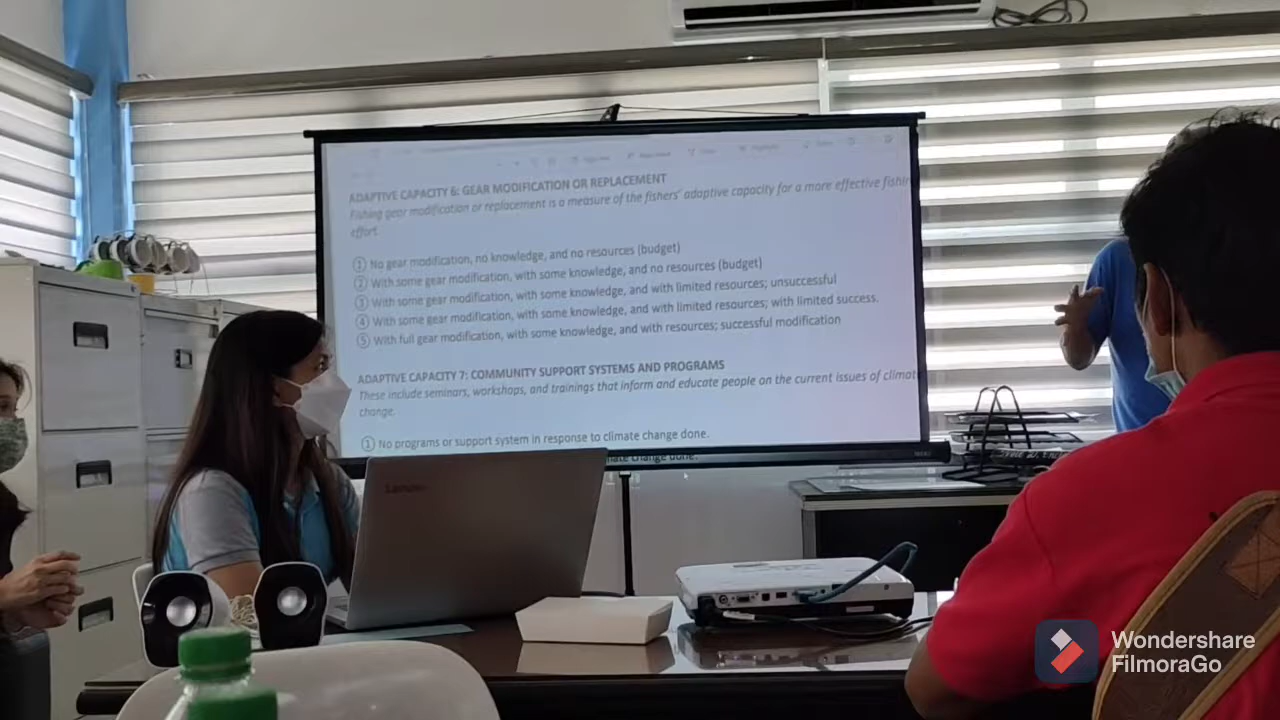 ADAPTIVE CAPACITY 6: GEAR MODIFICATION OR REPLACEMENT
Fishing gear modification or replacement is a measure of the fishers' adaptive capacity for a more effective fishin
effort.
① No gear modification, no knowledge, and no resources (budget)
② With some gear modification, with some knowledge, and no resources (budget)
③ With some gear modification, with some knowledge, and with limited resources; unsuccessful
④ With some gear modification, with some knowledge, and with limited resources; with limited success.
⑤ With full gear modification, with some knowledge, and with resources; successful modification
ADAPTIVE CAPACITY 7: COMMUNITY SUPPORT SYSTEMS AND PROGRAMS
These include seminars, workshops, and trainings that inform and educate people on the current issues of climate
change.
① No programs or support system in response to climate change done.
climate change done.
Lenovo
Wondershare
FilmoraGo